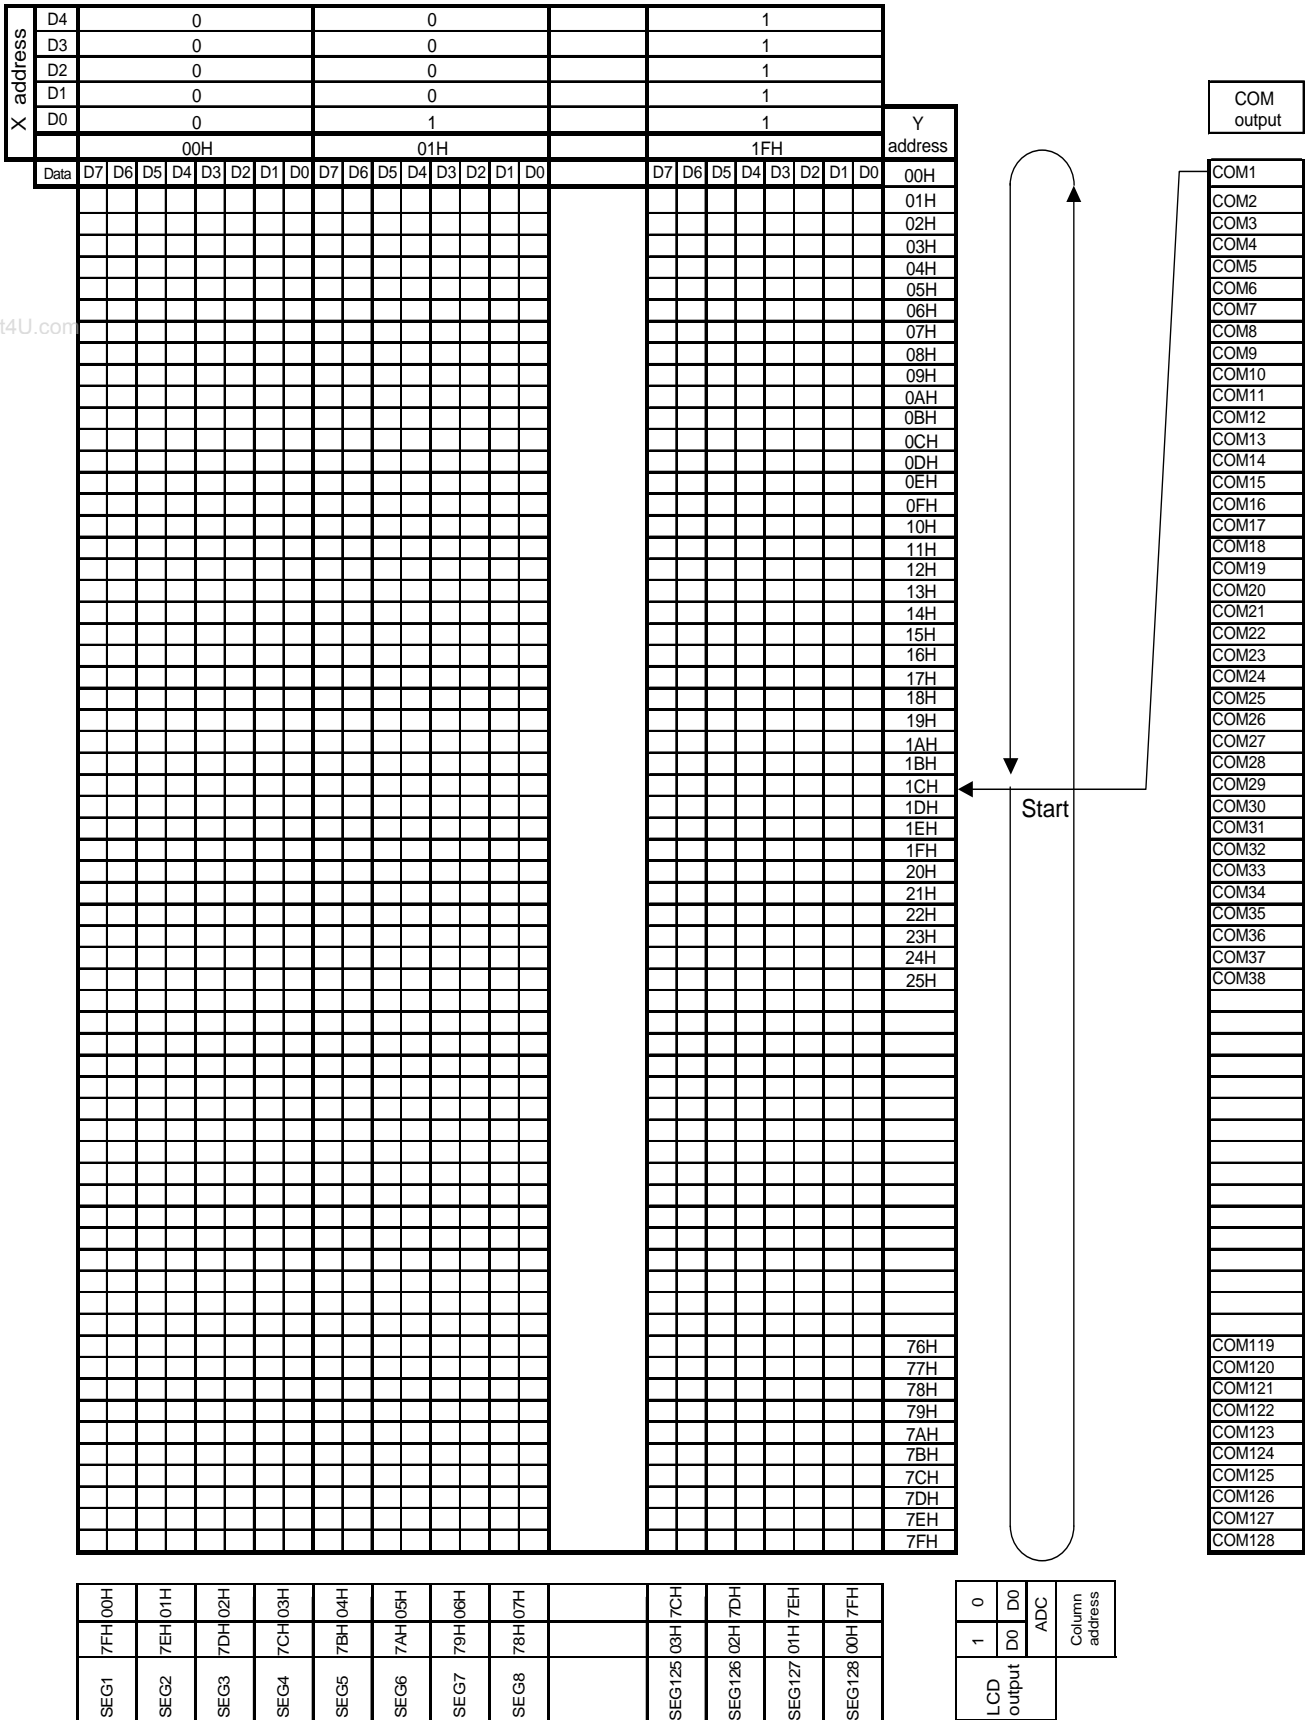 X address
D4 0 0 1
D3 0 0 1
D2 0 0 1
D1 0 0 1
D0 0 1 1
00H 01H 1FH
Y address
COM output
Data D7 D6 D5 D4 D3 D2 D1 D0 D7 D6 D5 D4 D3 D2 D1 D0 D7 D6 D5 D4 D3 D2 D1 D0 00H COM1
01H COM2
02H COM3
03H COM4
04H COM5
05H COM6
06H COM7
t4U.com
07H COM8
08H COM9
09H COM10
0AH COM11
0BH COM12
0CH COM13
0DH COM14
0EH COM15
0FH COM16
10H COM17
11H COM18
12H COM19
13H COM20
14H COM21
15H COM22
16H COM23
17H COM24
18H COM25
19H COM26
1AH COM27
1BH COM28
1CH COM29
1DH Start COM30
1EH COM31
1FH COM32
20H COM33
21H COM34
22H COM35
23H COM36
24H COM37
25H COM38
76H COM119
77H COM120
78H COM121
79H COM122
7AH COM123
7BH COM124
7CH COM125
7DH COM126
7EH COM127
7FH COM128
00H 01H 02H 03H 04H 05H 06H 07H 7CH 7DH 7EH 7FH 0 D0
7FH 7EH 7DH 7CH 7BH 7AH 79H 78H 03H 02H 01H 00H 1 D0
ADC
Column address
SEG1 SEG2 SEG3 SEG4 SEG5 SEG6 SEG7 SEG8 SEG125 SEG126 SEG127 SEG128
LCD output